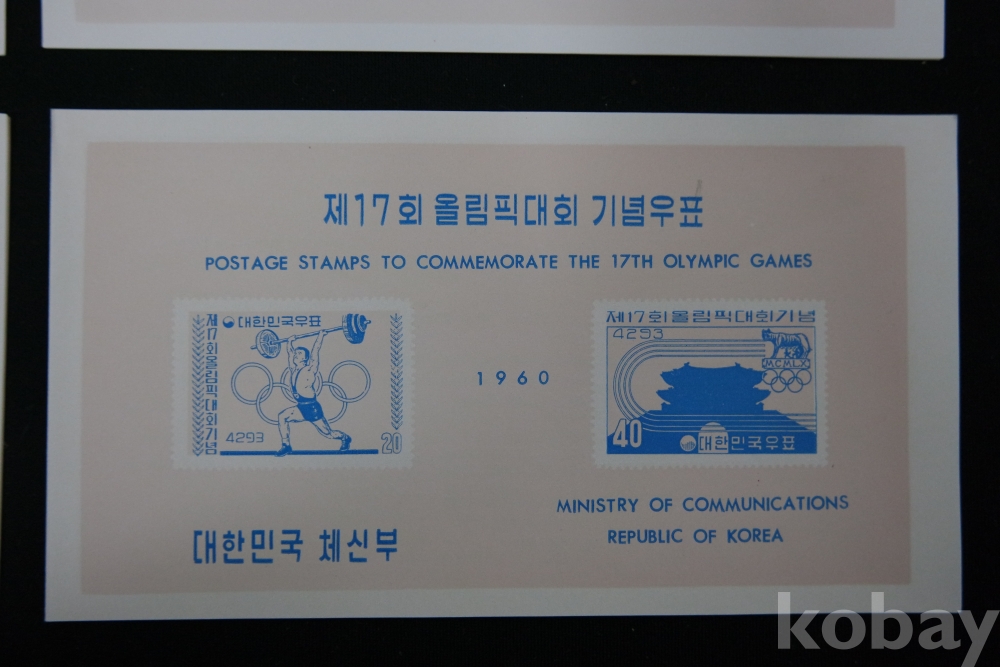 제17회 올림픽대회 기념우표
POSTAGE STAMPS TO COMMEMORATE THE 17TH OLYMPIC GAMES
대한민국우표
제17회올림픽대회기념
4293
20
1960
제17회올림픽대회기념
4293
MCMLX
40
대한민국우표
대한민국 체신부
MINISTRY OF COMMUNICATIONS
REPUBLIC OF KOREA
kobay